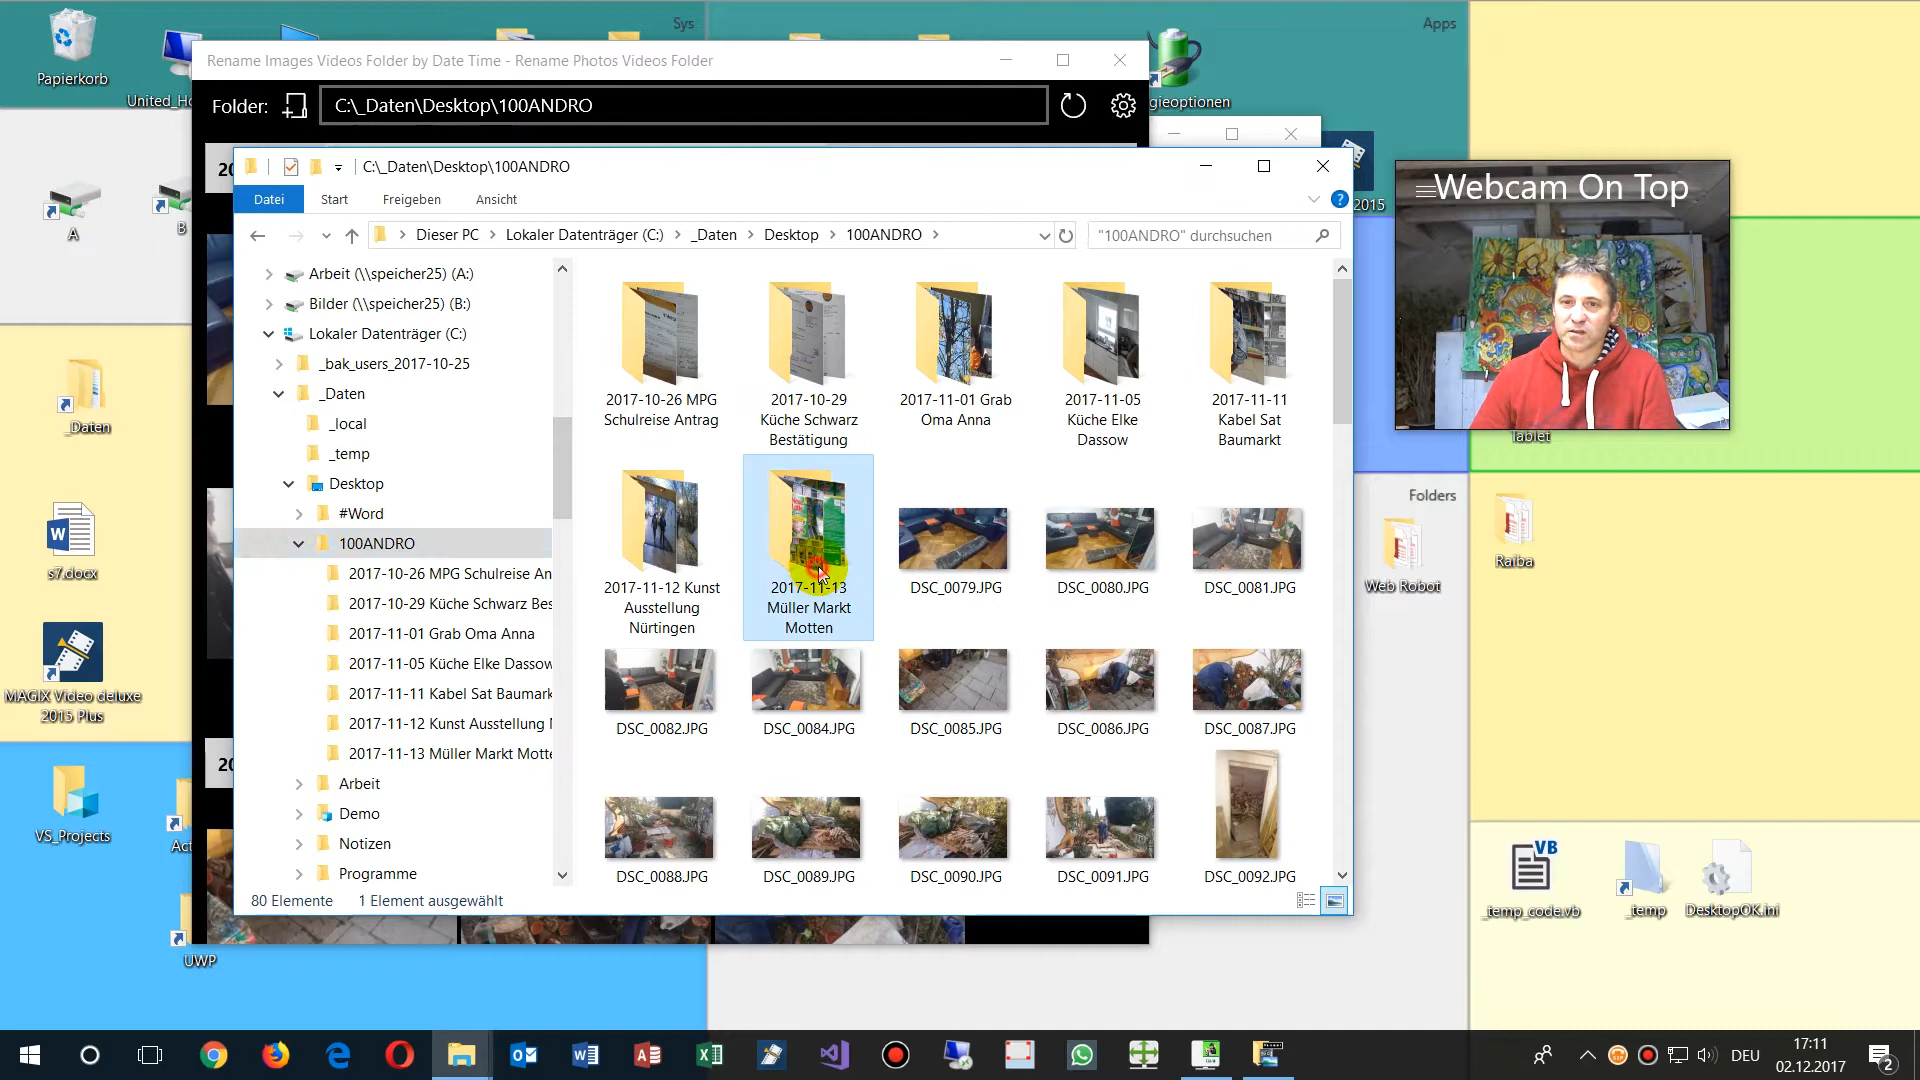 Sys
Apps
Papierkorb
Rename Images Videos Folder by Date Time - Rename Photos Videos Folder
Folder:
C:\_Daten\Desktop\100ANDRO
C:\_Daten\Desktop\100ANDRO
Datei
Start
Freigeben
Ansicht
Dieser PC
Lokaler Datenträger (C:)
_Daten
Desktop
100ANDRO
"100ANDRO" durchsuchen
Webcam On Top
2015
A
B
_Daten
s7.docx
MAGIX Video deluxe
2015 Plus
VS_Projects
UWP
Arbeit (\\speicher25) (A:)
Bilder (\\speicher25) (B:)
Lokaler Datenträger (C:)
_bak_users_2017-10-25
_Daten
_local
_temp
Desktop
#Word
100ANDRO
2017-10-26 MPG Schulreise An
2017-10-29 Küche Schwarz Bes
2017-11-01 Grab Oma Anna
2017-11-05 Küche Elke Dassow
2017-11-11 Kabel Sat Baumark
2017-11-12 Kunst Ausstellung
2017-11-13 Müller Markt Motte
Arbeit
Demo
Notizen
Programme
2017-10-26 MPG
Schulreise Antrag
2017-10-29
Küche Schwarz
Bestätigung
2017-11-01 Grab
Oma Anna
2017-11-05
Küche Elke
Dassow
2017-11-11
Kabel Sat
Baumarkt
2017-11-12 Kunst
Ausstellung
Nürtingen
2017-11-13
Müller Markt
Motten
DSC_0079.JPG
DSC_0080.JPG
DSC_0081.JPG
DSC_0082.JPG
DSC_0084.JPG
DSC_0085.JPG
DSC_0086.JPG
DSC_0087.JPG
DSC_0088.JPG
DSC_0089.JPG
DSC_0090.JPG
DSC_0091.JPG
DSC_0092.JPG
80 Elemente
1 Element ausgewählt
Tablet
Folders
Web Robot
Raiba
_temp_code.vb
_temp
DesktopOK.ini
DEU
17:11
02.12.2017
2